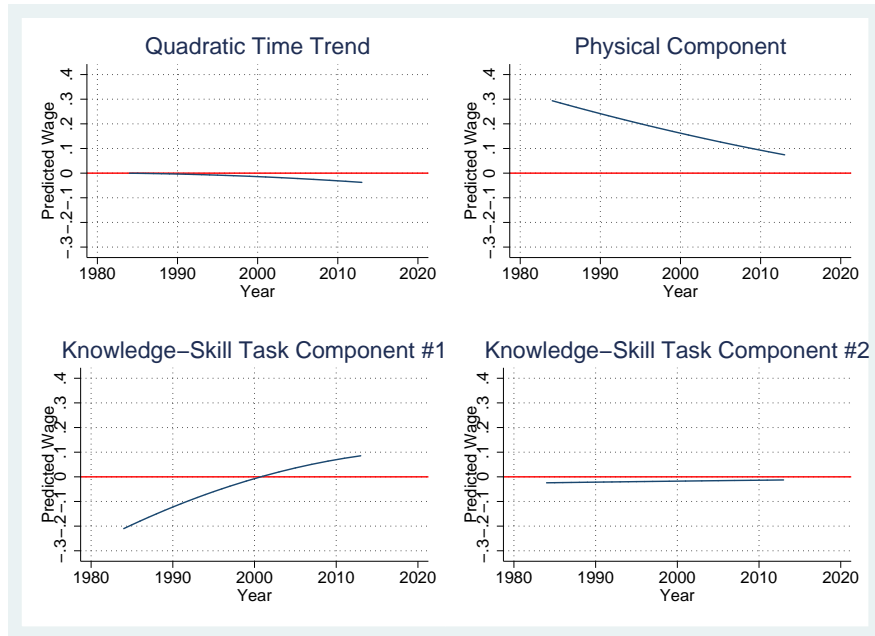 Quadratic Time Trend
Predicted Wage
−.3−.2−.1 0 .1 .2 .3 .4
1980 1990 2000 2010 2020
Year
Physical Component
Predicted Wage
−.3−.2−.1 0 .1 .2 .3 .4
1980 1990 2000 2010 2020
Year
Knowledge−Skill Task Component #1
Predicted Wage
−.3−.2−.1 0 .1 .2 .3 .4
1980 1990 2000 2010 2020
Year
Knowledge−Skill Task Component #2
Predicted Wage
−.3−.2−.1 0 .1 .2 .3 .4
1980 1990 2000 2010 2020
Year